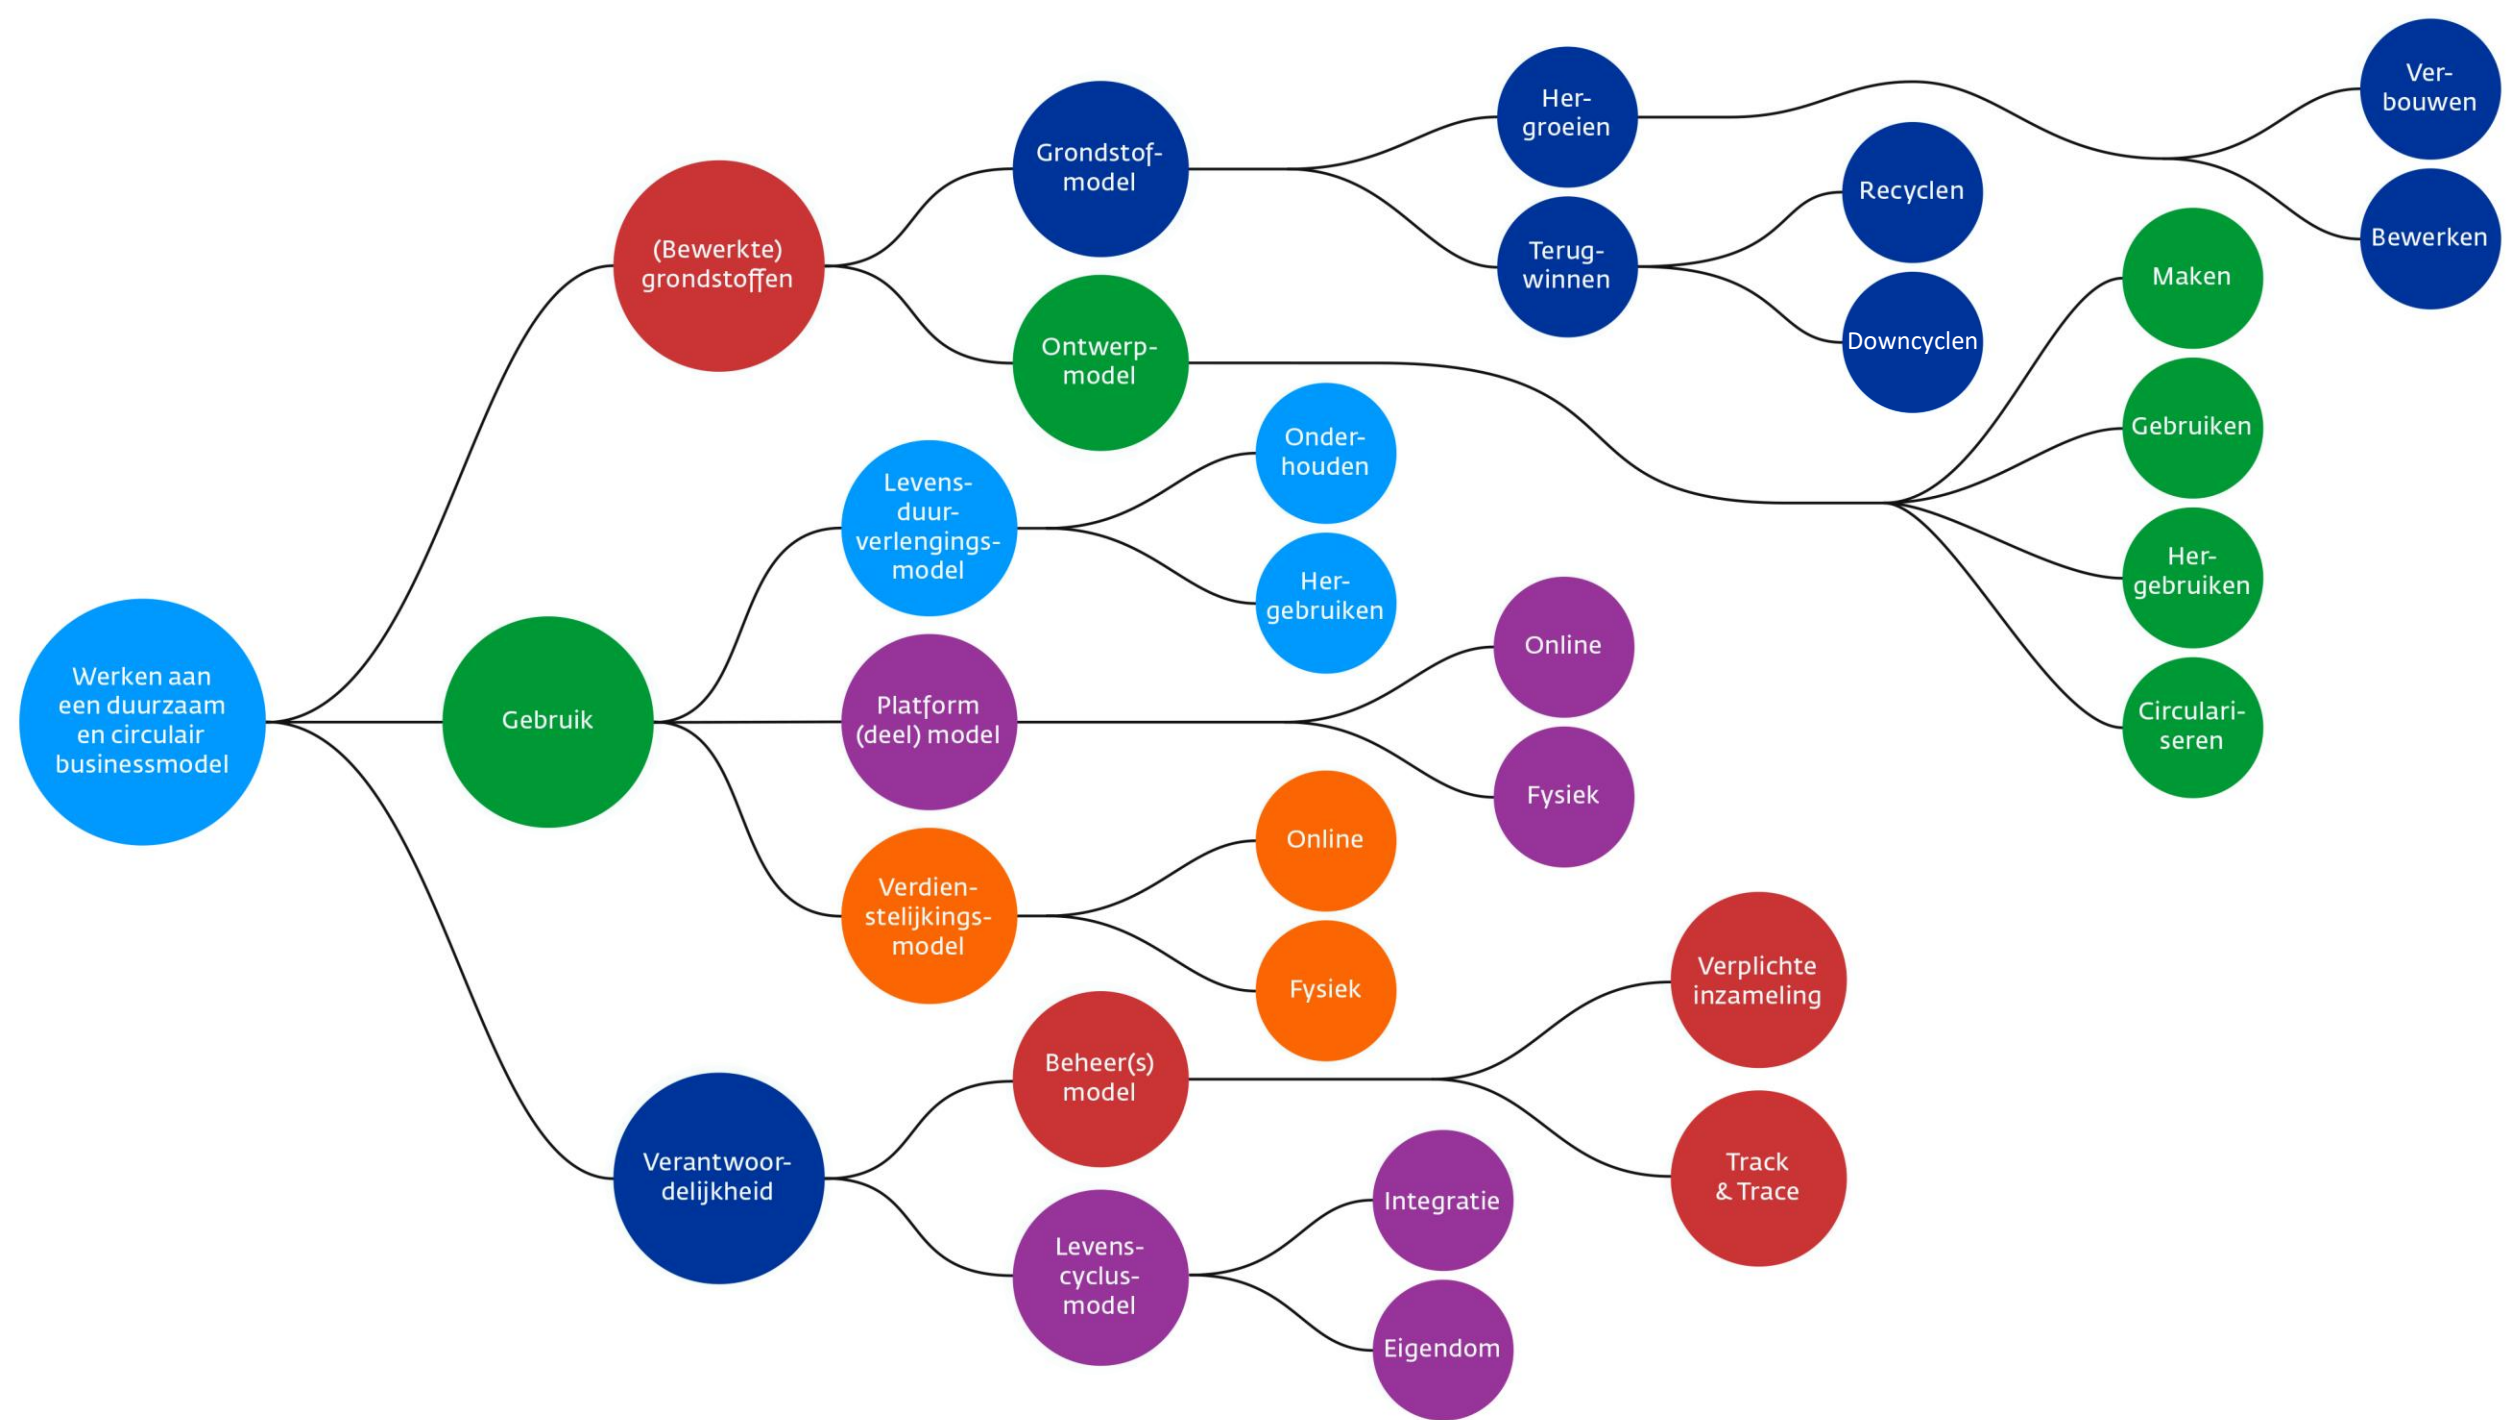 Werken aan
een duurzaam
en circulair
businessmodel
(Bewerkte)
grondstoffen
Grondstof-
model
Her-
groeien
Ver-
bouwen
Bewerken
Terug-
winnen
Recyclen
Downcyclen
Ontwerp-
model
Maken
Gebruiken
Her-
gebruiken
Circulari-
seren
Gebruik
Levens-
duur-
verlengings-
model
Onder-
houden
Her-
gebruiken
Platform
(deel) model
Online
Fysiek
Verdien-
stelijkings-
model
Online
Fysiek
Verantwoor-
delijkheid
Beheer(s)
model
Verplichte
inzameling
Track
& Trace
Levens-
cyclus-
model
Integratie
Eigendom